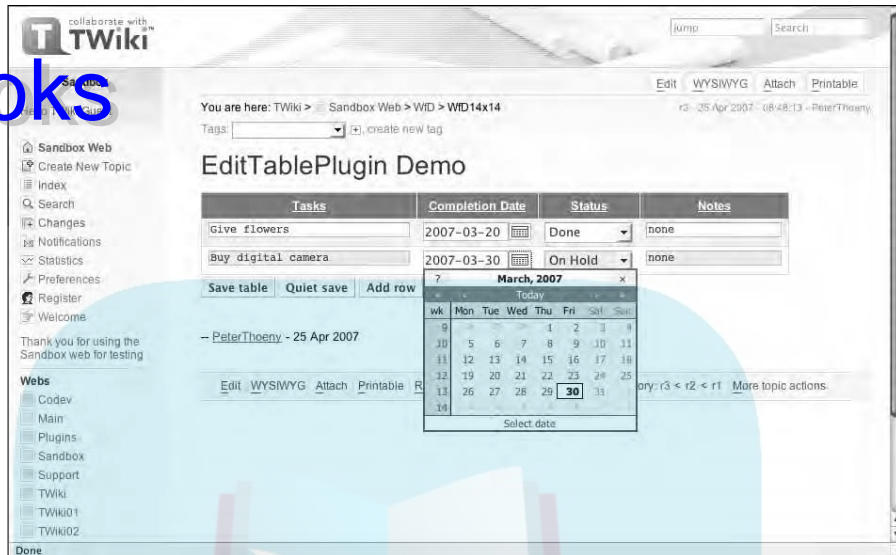 collaborate with
TWiki™
Jump
Search
Edit WYSIWYG Attach Printable
oks
You are here: TWiki > Sandbox Web > WfD > WfD14x14
r3 - 25 Apr 2007 - 08:48:13 - PeterThoeny
Tags: create new tag
Sandbox Web
Create New Topic
Index
Search
Changes
Notifications
Statistics
Preferences
Register
Welcome
Thank you for using the
Sandbox web for testing
Webs
Codev
Main
Plugins
Sandbox
Support
TWiki
TWiki01
TWiki02
EditTablePlugin Demo
Tasks Completion Date Status Notes
Give flowers 2007-03-20 Done none
Buy digital camera 2007-03-30 On Hold none
Save table Quiet save Add row
? March, 2007 ×
Today
wk Mon Tue Wed Thu Fri Sat Sun
9 1 2 3 4
10 5 6 7 8 9 10 11
11 12 13 14 15 16 17 18
12 19 20 21 22 23 24 25
13 26 27 28 29 30 31
14
Select date
-- PeterThoeny - 25 Apr 2007
Edit WYSIWYG Attach Printable R
ory: r3 < r2 < r1 More topic actions
Done